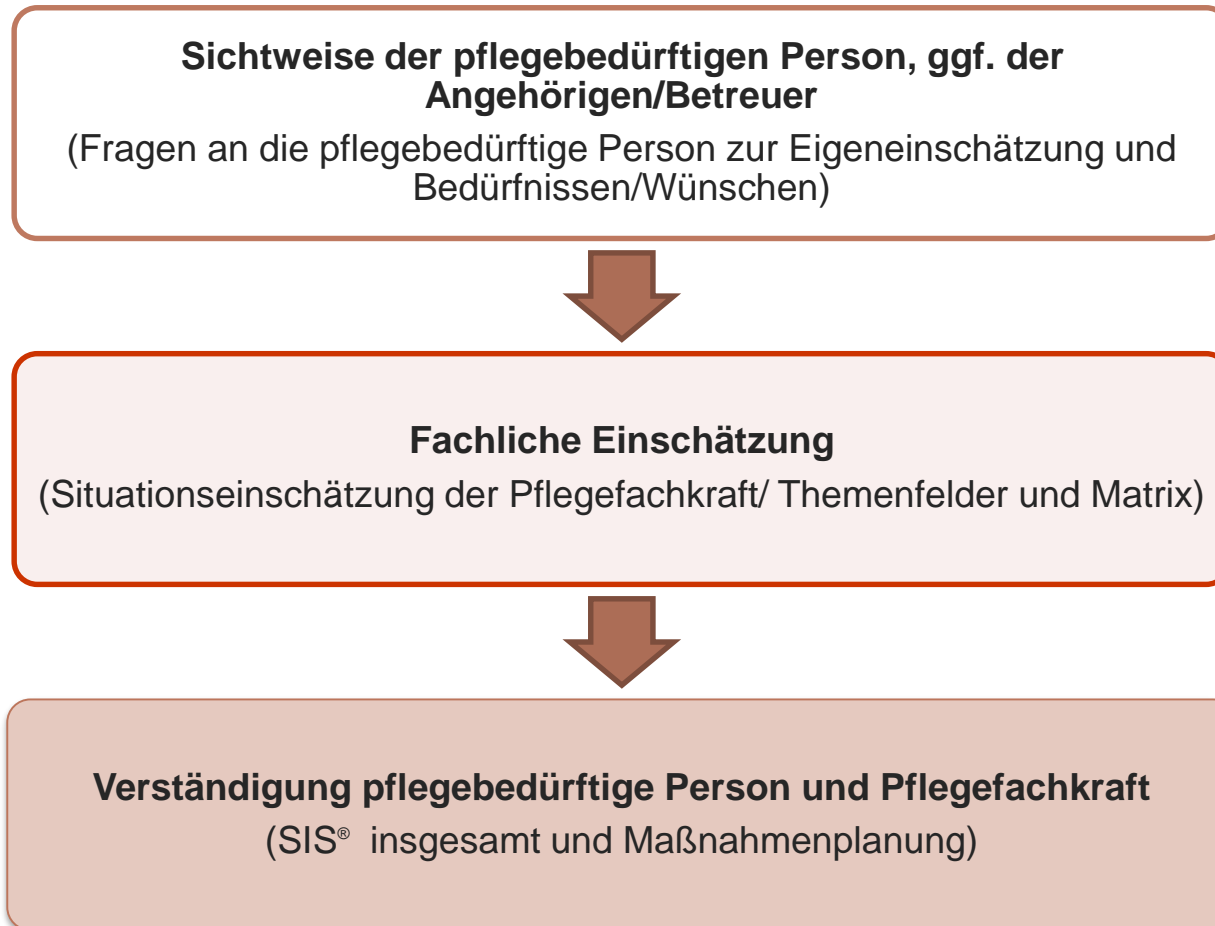 Sichtweise der pflegebedürftigen Person, ggf. der
Angehörigen/Betreuer
(Fragen an die pflegebedürftige Person zur Eigeneinschätzung und
Bedürfnissen/Wünschen)
Fachliche Einschätzung
(Situationseinschätzung der Pflegefachkraft/ Themenfelder und Matrix)
Verständigung pflegebedürftige Person und Pflegefachkraft
(SIS® insgesamt und Maßnahmenplanung)